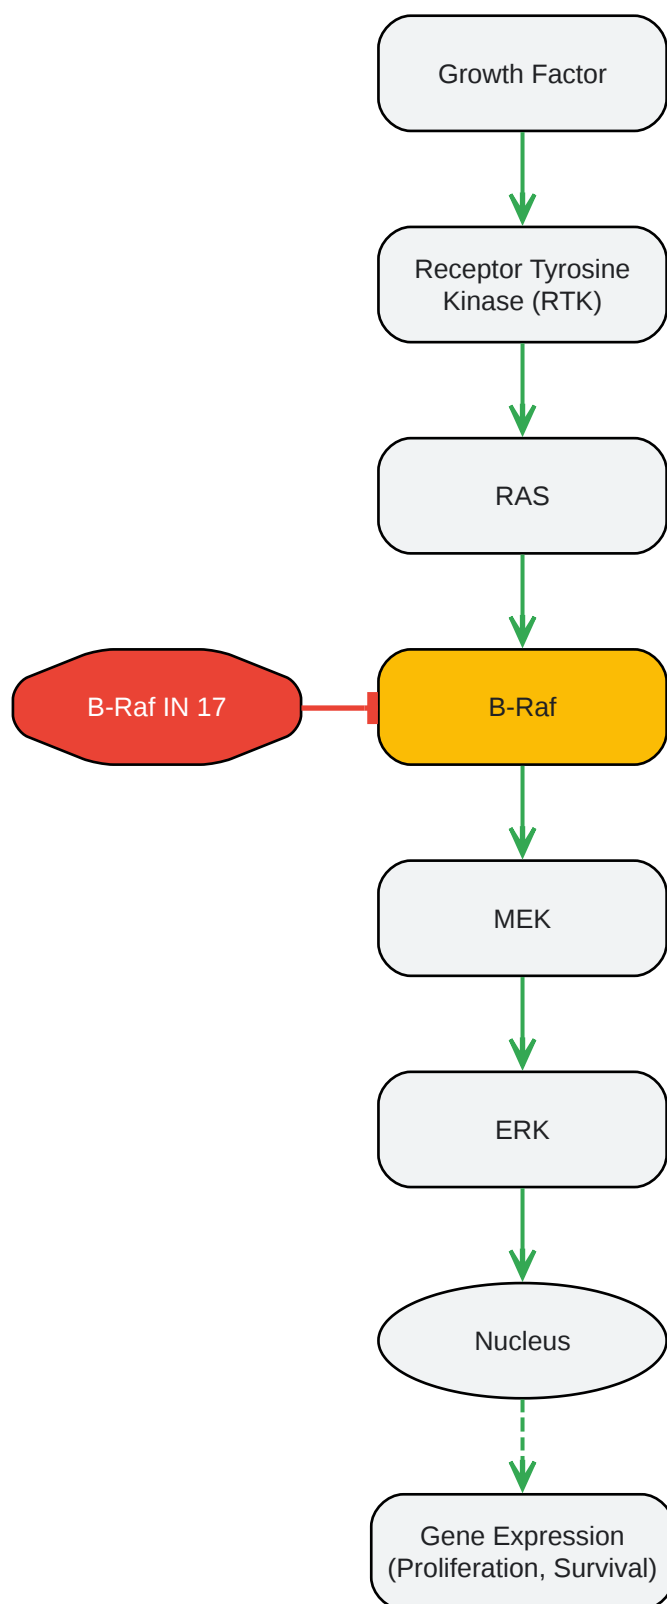 Growth Factor
Receptor Tyrosine
Kinase (RTK)
RAS
B-Raf IN 17
B-Raf
MEK
ERK
Nucleus
Gene Expression
(Proliferation, Survival)